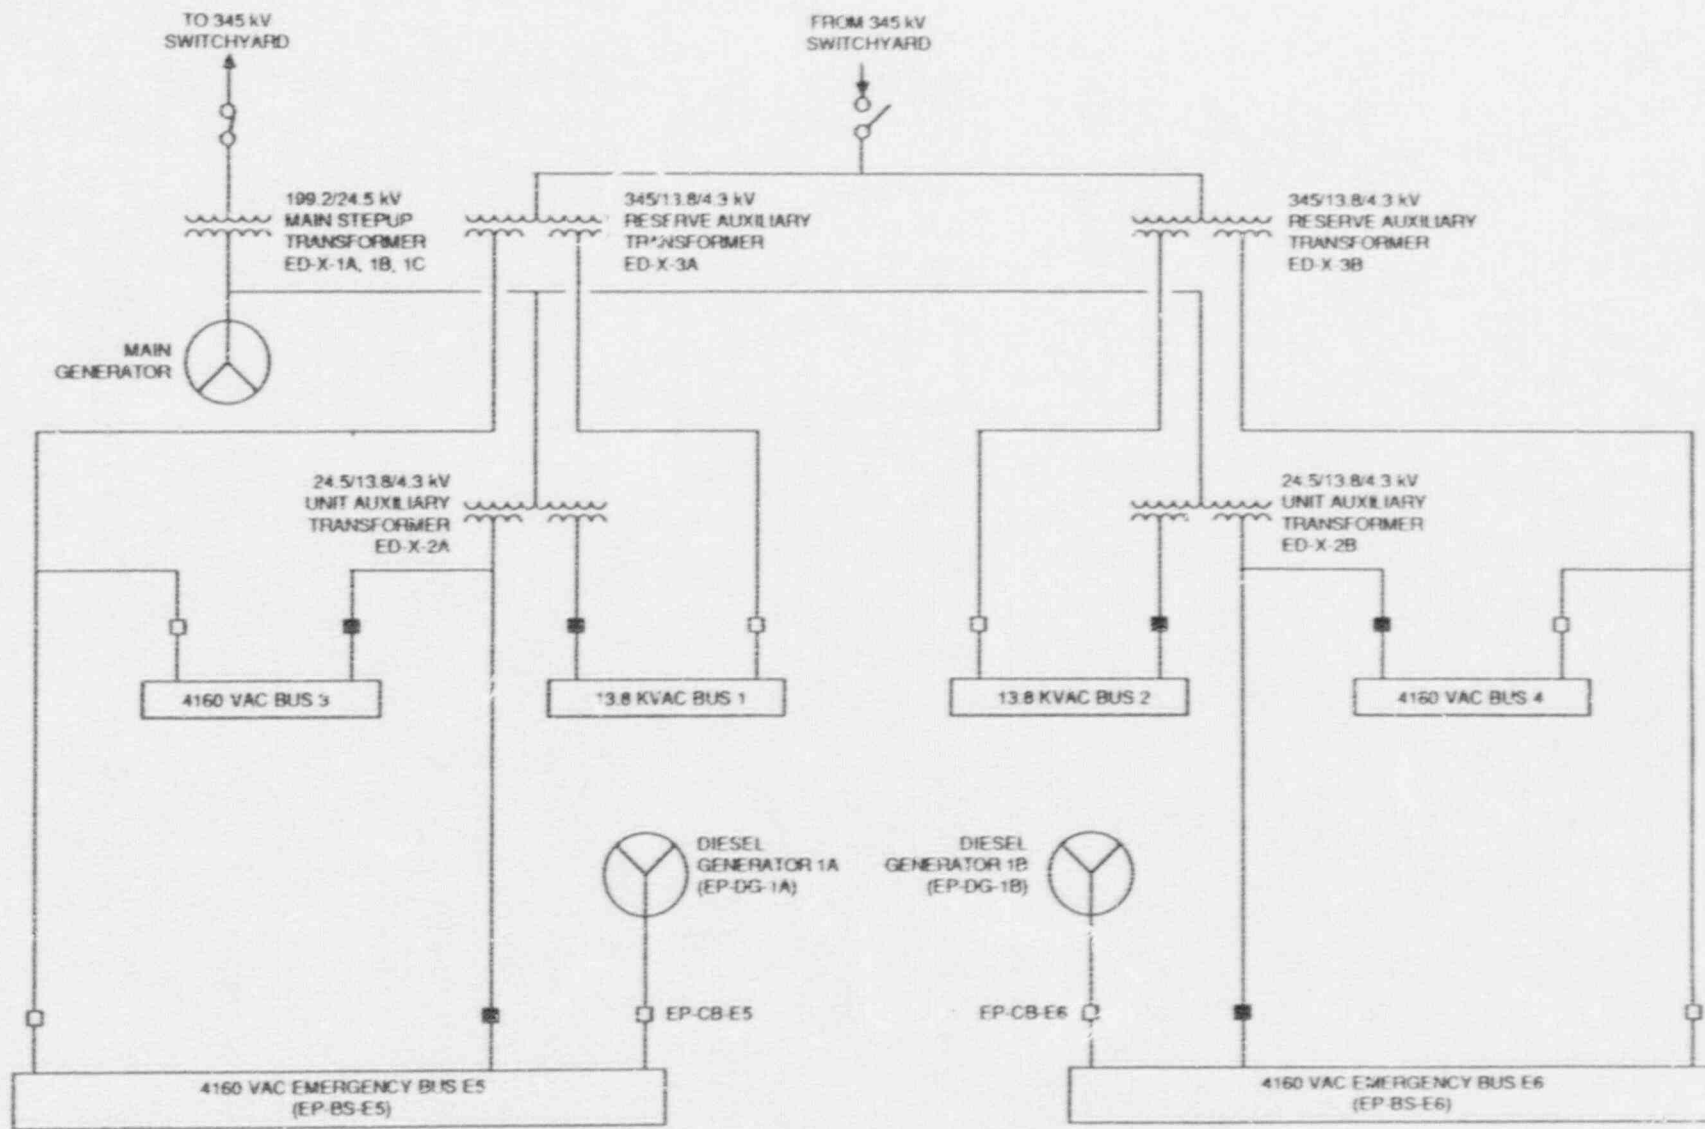 TO 345 kV
SWITCHYARD
FROM 345 kV
SWITCHYARD
199.2/24.5 kV
MAIN STEPUP
TRANSFORMER
ED-X-1A, 1B, 1C
345/13.8/4.3 kV
RESERVE AUXILIARY
TRANSFORMER
ED-X-3A
345/13.8/4.3 kV
RESERVE AUXILIARY
TRANSFORMER
ED-X-3B
MAIN
GENERATOR
24.5/13.8/4.3 kV
UNIT AUXILIARY
TRANSFORMER
ED-X-2A
24.5/13.8/4.3 kV
UNIT AUXILIARY
TRANSFORMER
ED-X-2B
4160 VAC BUS 3
13.8 KVAC BUS 1
13.8 KVAC BUS 2
4160 VAC BUS 4
DIESEL
GENERATOR 1A
(EP-DG-1A)
DIESEL
GENERATOR 1B
(EP-DG-1B)
EP-CB-E5
EP-CB-E6
4160 VAC EMERGENCY BUS E5
(EP-BS-E5)
4160 VAC EMERGENCY BUS E6
(EP-BS-E6)